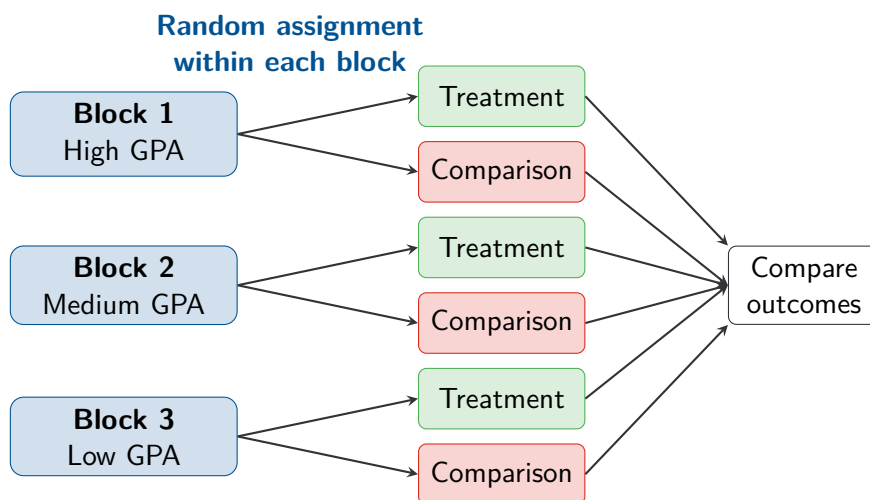 Random assignment
within each block
Block 1
High GPA
Treatment
Comparison
Block 2
Medium GPA
Treatment
Comparison
Compare
outcomes
Block 3
Low GPA
Treatment
Comparison